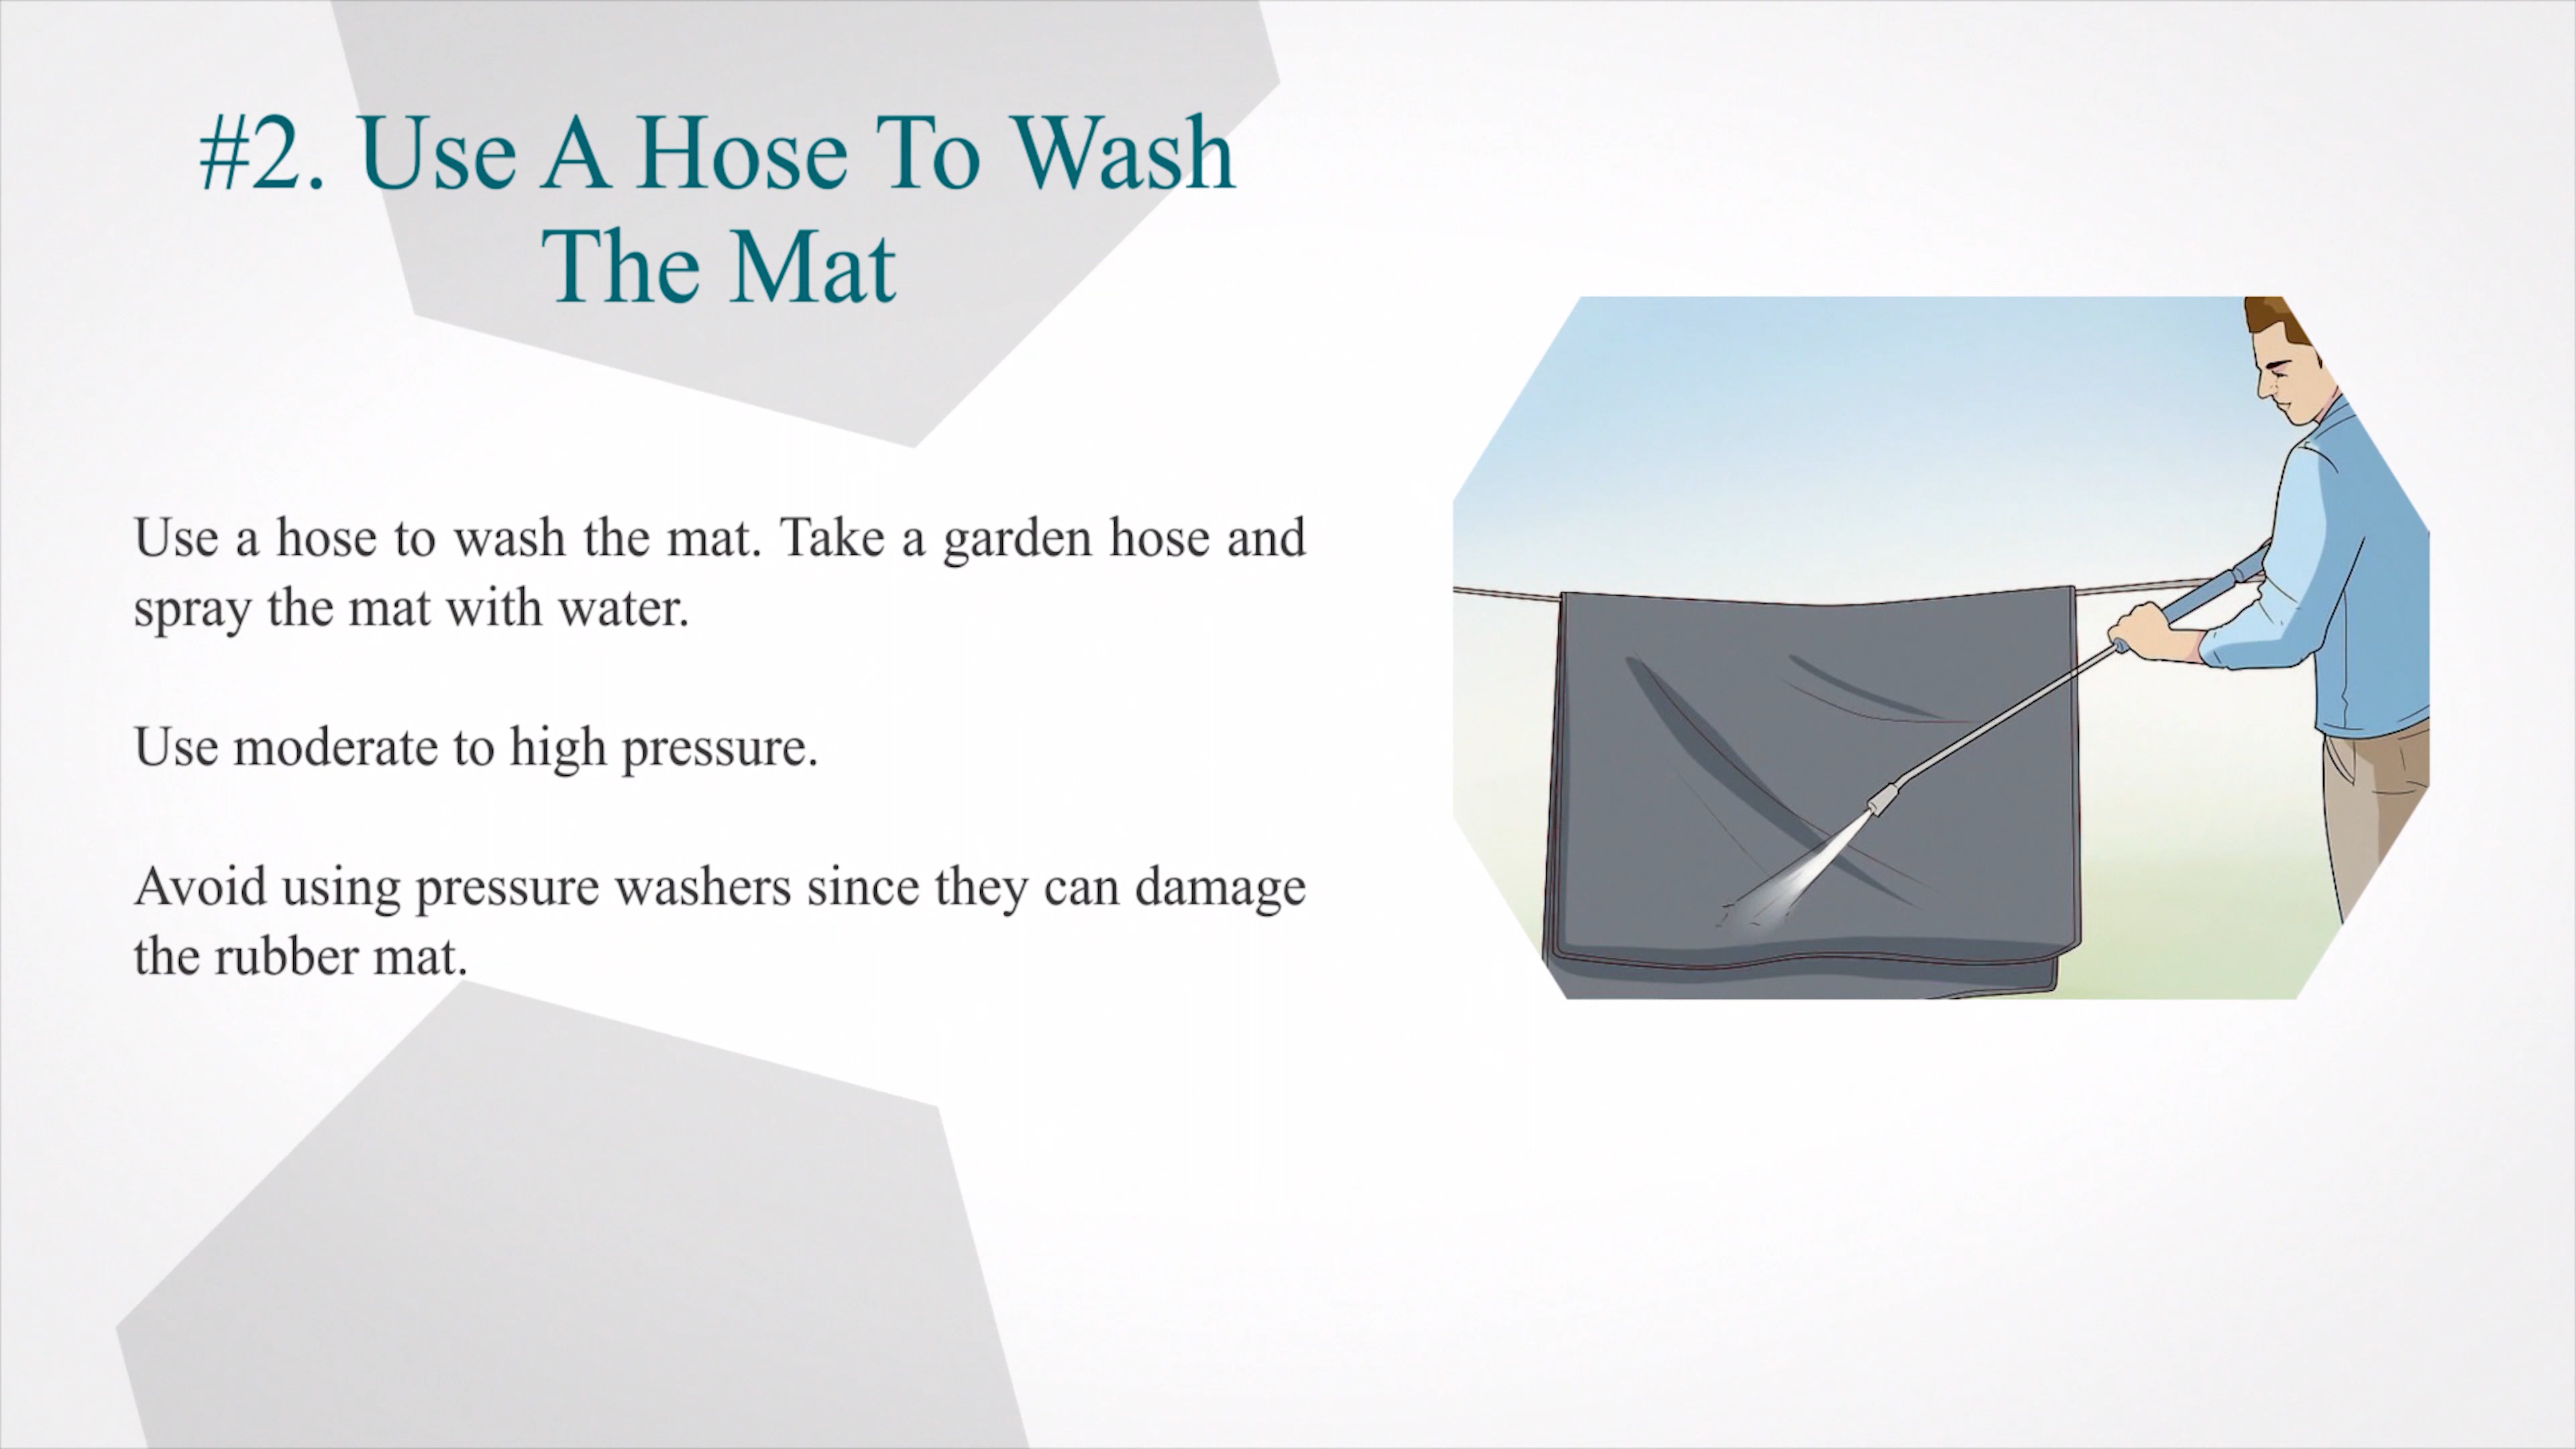 #2. Use A Hose To Wash
The Mat
Use a hose to wash the mat. Take a garden hose and
spray the mat with water.
Use moderate to high pressure.
Avoid using pressure washers since they can damage
the rubber mat.